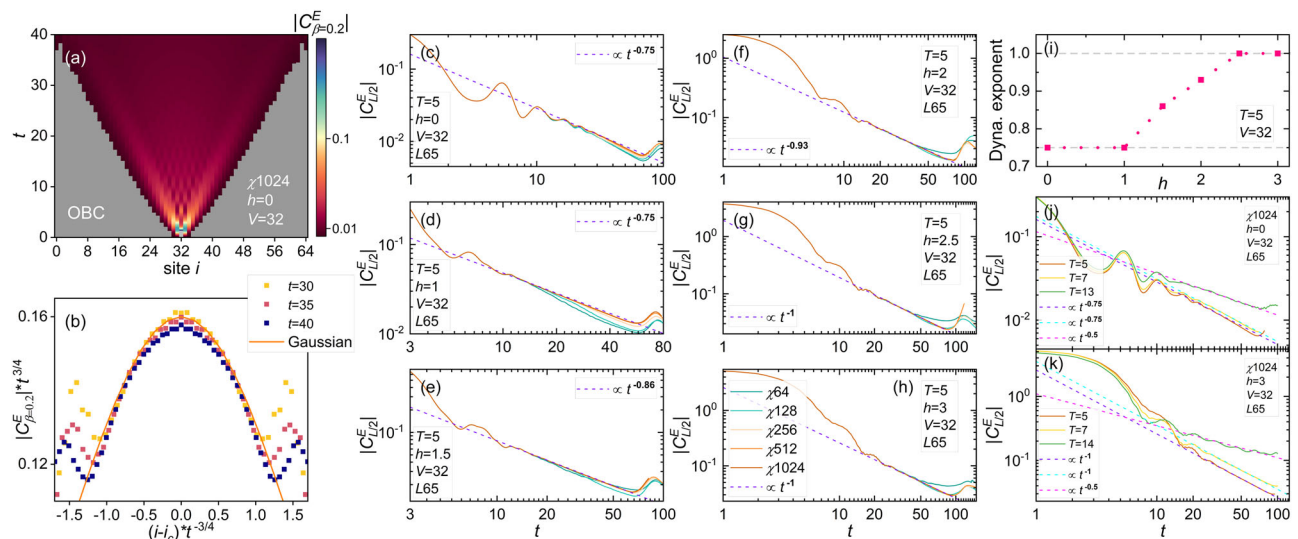 |C^E_{β=0.2}|
(a)
t
40
30
20
10
0
0 8 16 24 32 40 48 56 64
site i
OBC
χ1024
h=0
V=32
1
0.1
0.01
(b)
t=30
t=35
t=40
Gaussian
|C^E_{β=0.2}|*t^{3/4}
0.16
0.12
-1.5 -1.0 -0.5 0.0 0.5 1.0 1.5
(i-i_c)*t^{-3/4}
(c)
∝ t^{-0.75}
|C^E_{L/2}|
T=5
h=0
V=32
L65
10^{-1}
10^{-2}
1 10 100
(d)
∝ t^{-0.75}
|C^E_{L/2}|
T=5
h=1
V=32
L65
10^{-1}
10^{-2}
3 10 20 80
(e)
∝ t^{-0.86}
|C^E_{L/2}|
T=5
h=1.5
V=32
L65
10^{-1}
3 10 20 100
t
(f)
T=5
h=2
V=32
L65
|C^E_{L/2}|
∝ t^{-0.93}
10^0
10^{-1}
1 10 20 100
(g)
T=5
h=2.5
V=32
L65
|C^E_{L/2}|
∝ t^{-1}
10^0
10^{-1}
1 10 20 100
(h)
T=5
h=3
V=32
L65
|C^E_{L/2}|
χ64
χ128
χ256
χ512
χ1024
∝ t^{-1}
10^0
10^{-1}
1 10 20 100
t
(i)
Dyna. exponent
1.0
0.9
0.8
0.7
T=5
V=32
0 1 2 3
h
(j)
χ1024
h=0
V=32
L65
|C^E_{L/2}|
T=5
T=7
T=13
∝ t^{-0.75}
∝ t^{-0.75}
∝ t^{-0.5}
10^{-1}
10^{-2}
(k)
χ1024
h=3
V=32
L65
|C^E_{L/2}|
T=5
T=7
T=14
∝ t^{-1}
∝ t^{-1}
∝ t^{-0.5}
10^0
10^{-1}
1 10 20 50 100
t